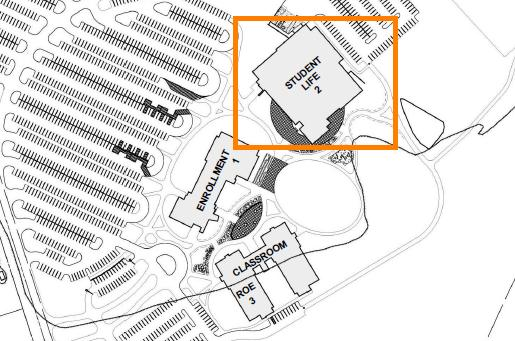 STUDENT
LIFE
2
ENROLLMENT
1
CLASSROOM
ROE
3